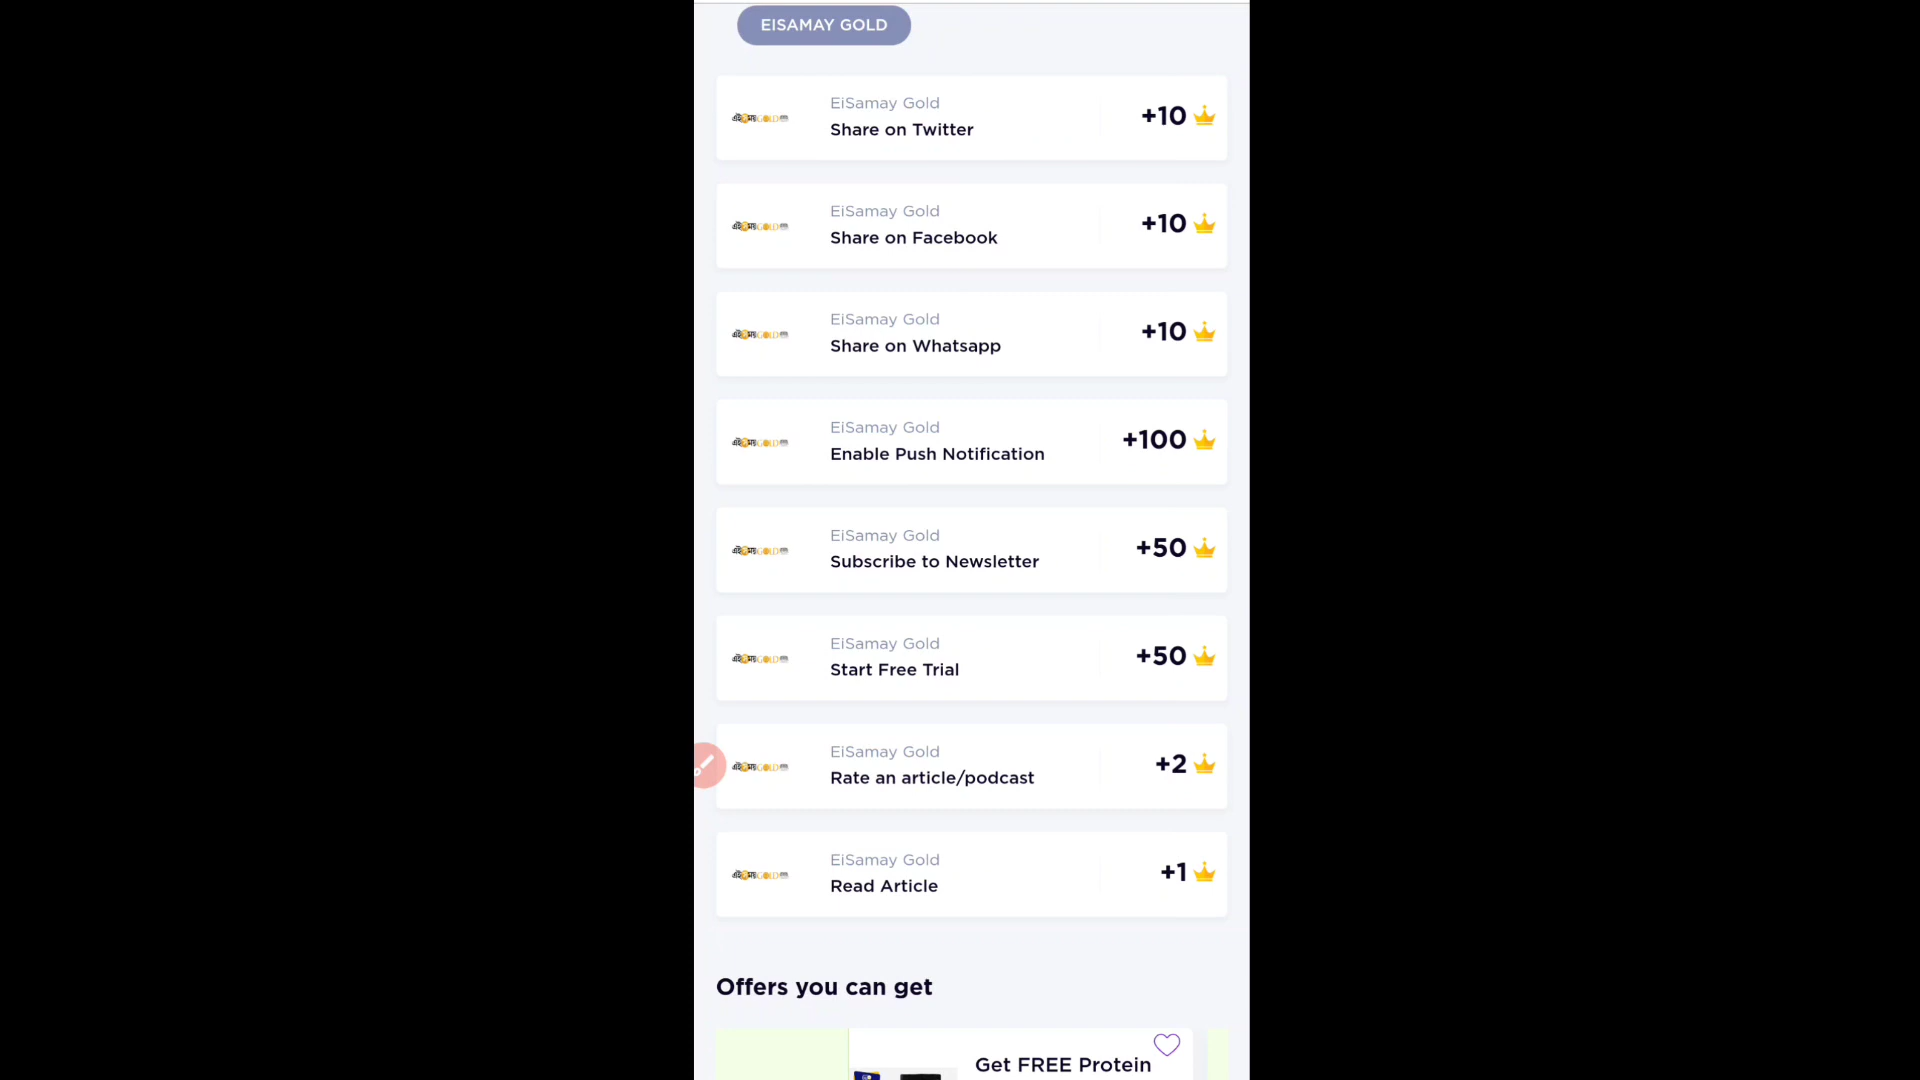 EISAMAY GOLD
EiSamay Gold
Share on Twitter
+10
EiSamay Gold
Share on Facebook
+10
EiSamay Gold
Share on Whatsapp
+10
EiSamay Gold
Enable Push Notification
+100
EiSamay Gold
Subscribe to Newsletter
+50
EiSamay Gold
Start Free Trial
+50
EiSamay Gold
Rate an article/podcast
+2
EiSamay Gold
Read Article
+1
Offers you can get
Get FREE Protein